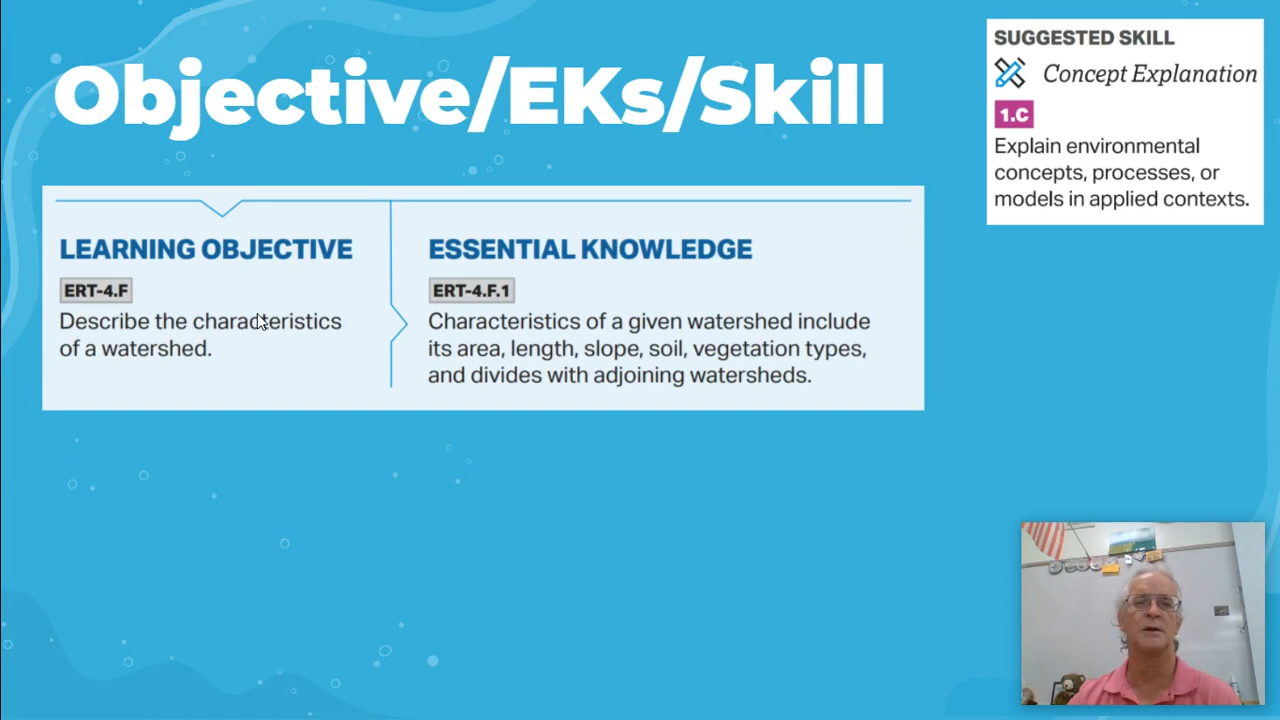 Objective/EKs/Skill
SUGGESTED SKILL
Concept Explanation
1.C
Explain environmental
concepts, processes, or
models in applied contexts.
LEARNING OBJECTIVE
ERT-4.F
Describe the characteristics
of a watershed.
ESSENTIAL KNOWLEDGE
ERT-4.F.1
Characteristics of a given watershed include
its area, length, slope, soil, vegetation types,
and divides with adjoining watersheds.